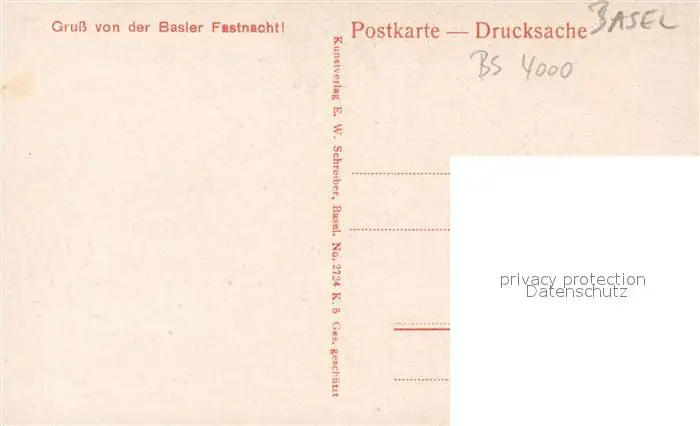 Gruß von der Basler Fastnacht!
Postkarte — Drucksache
BASEL
BS 4000
Kunstverlag E. W. Schreiber, Basel. No. 2724 K. 5 Ges. geschützt
privacy protection
Datenschutz